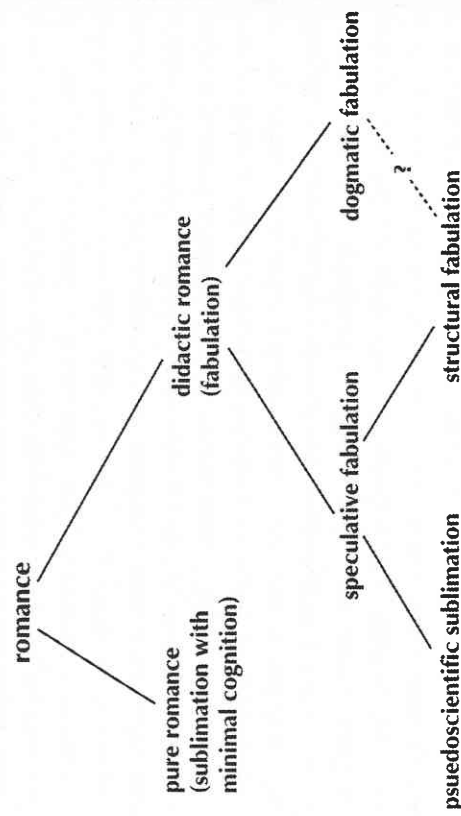 romance
pure romance
(sublimation with
minimal cognition)
didactic romance
(fabulation)
speculative fabulation
dogmatic fabulation
?
psuedoscientific sublimation
structural fabulation